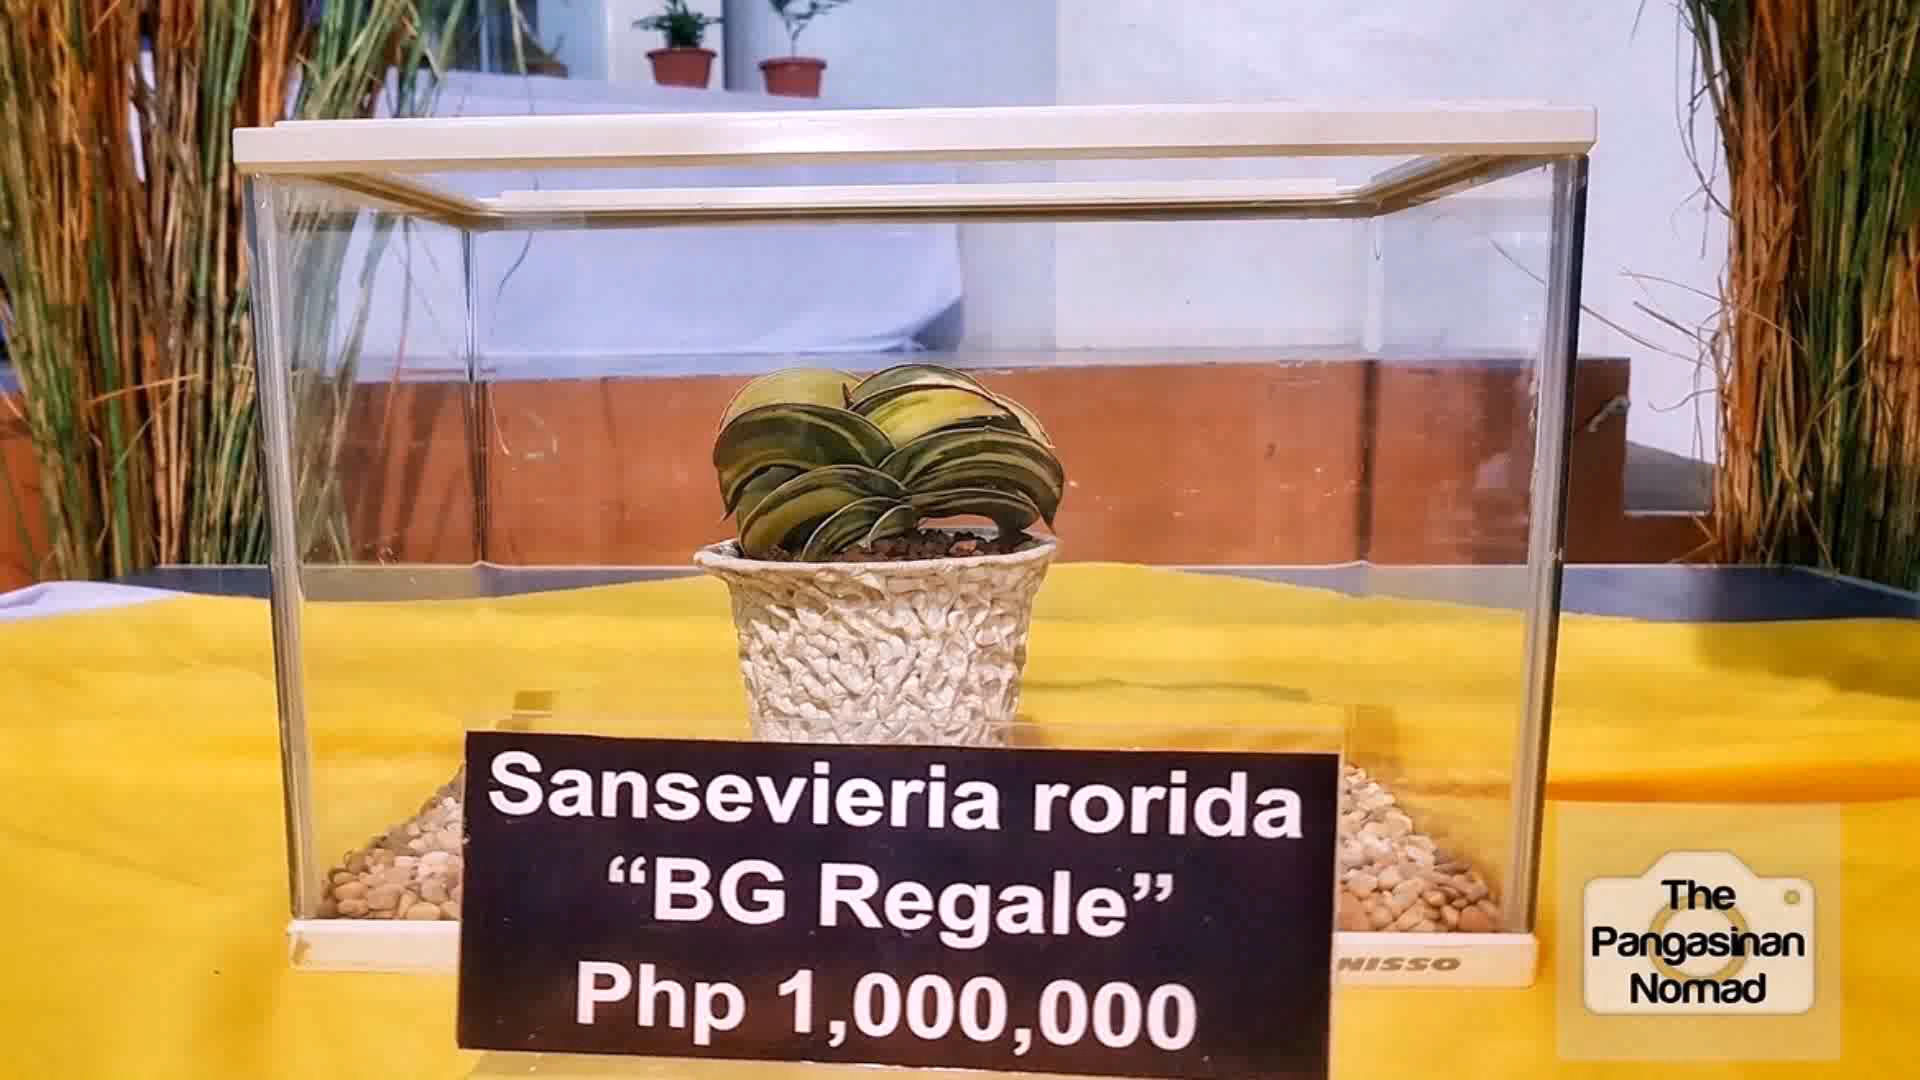 Sansevieria rorida
“BG Regale”
Php 1,000,000
NISSO
The
Pangasinan
Nomad